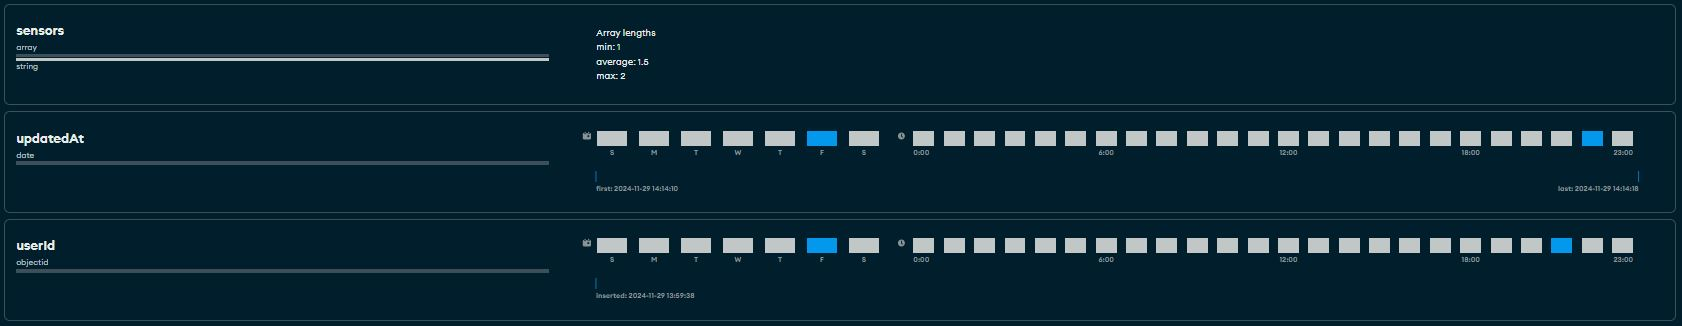 sensors
array
string
Array lengths
min: 1
average: 1.5
max: 2
updatedAt
date
S M T W T F S
0:00 6:00 12:00 18:00 23:00
first: 2024-11-29 14:14:10
last: 2024-11-29 14:14:18
userId
objectid
S M T W T F S
0:00 6:00 12:00 18:00 23:00
inserted: 2024-11-29 13:59:38